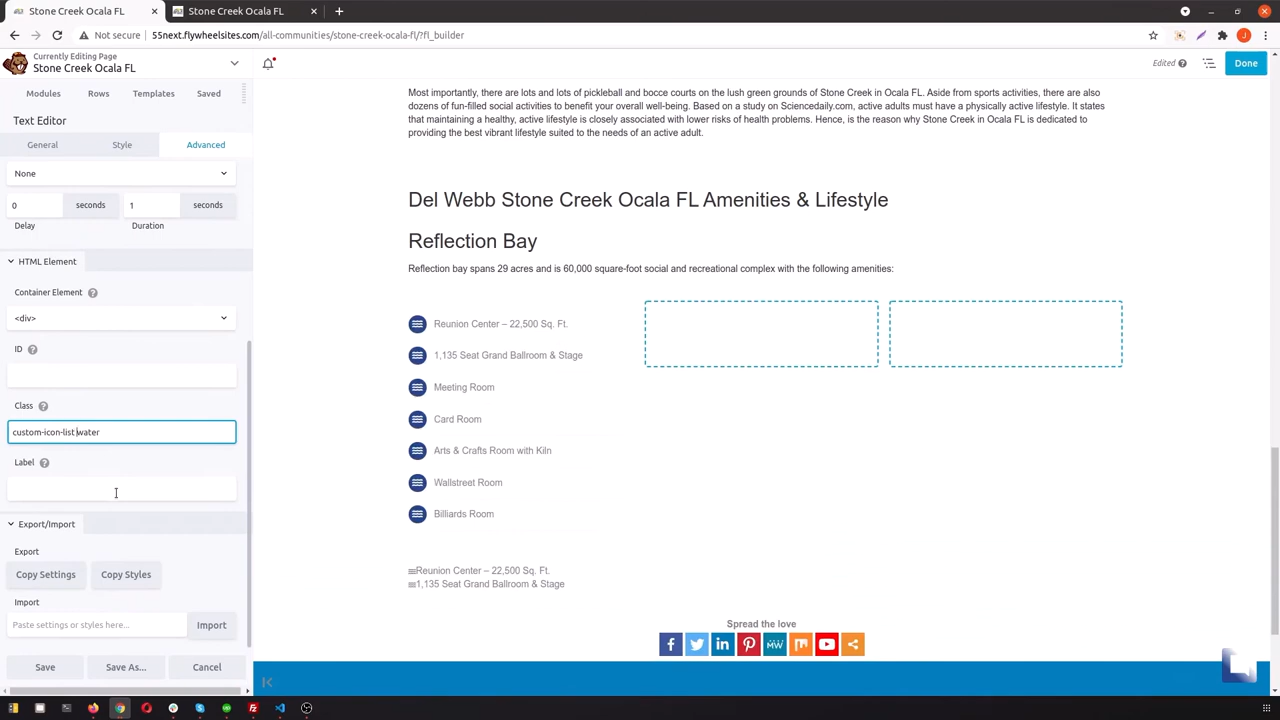 Stone Creek Ocala FL
Stone Creek Ocala FL
Not secure
55next.flywheelsites.com/all-communities/stone-creek-ocala-fl/?fl_builder
Currently Editing Page
Stone Creek Ocala FL
Edited
Done
Modules
Rows
Templates
Saved
Text Editor
General
Style
Advanced
None
0
seconds
1
seconds
Delay
Duration
HTML Element
Container Element
<div>
ID
Class
custom-icon-list water
Label
Export/Import
Export
Copy Settings
Copy Styles
Import
Paste settings or styles here...
Import
Save
Save As...
Cancel
Most importantly, there are lots and lots of pickleball and bocce courts on the lush green grounds of Stone Creek in Ocala FL. Aside from sports activities, there are also
dozens of fun-filled social activities to benefit your overall well-being. Based on a study on Sciencedaily.com, active adults must have a physically active lifestyle. It states
that maintaining a healthy, active lifestyle is closely associated with lower risks of health problems. Hence, is the reason why Stone Creek in Ocala FL is dedicated to
providing the best vibrant lifestyle suited to the needs of an active adult.
Del Webb Stone Creek Ocala FL Amenities & Lifestyle
Reflection Bay
Reflection bay spans 29 acres and is 60,000 square-foot social and recreational complex with the following amenities:
Reunion Center – 22,500 Sq. Ft.
1,135 Seat Grand Ballroom & Stage
Meeting Room
Card Room
Arts & Crafts Room with Kiln
Wallstreet Room
Billiards Room
Reunion Center – 22,500 Sq. Ft.
1,135 Seat Grand Ballroom & Stage
Spread the love